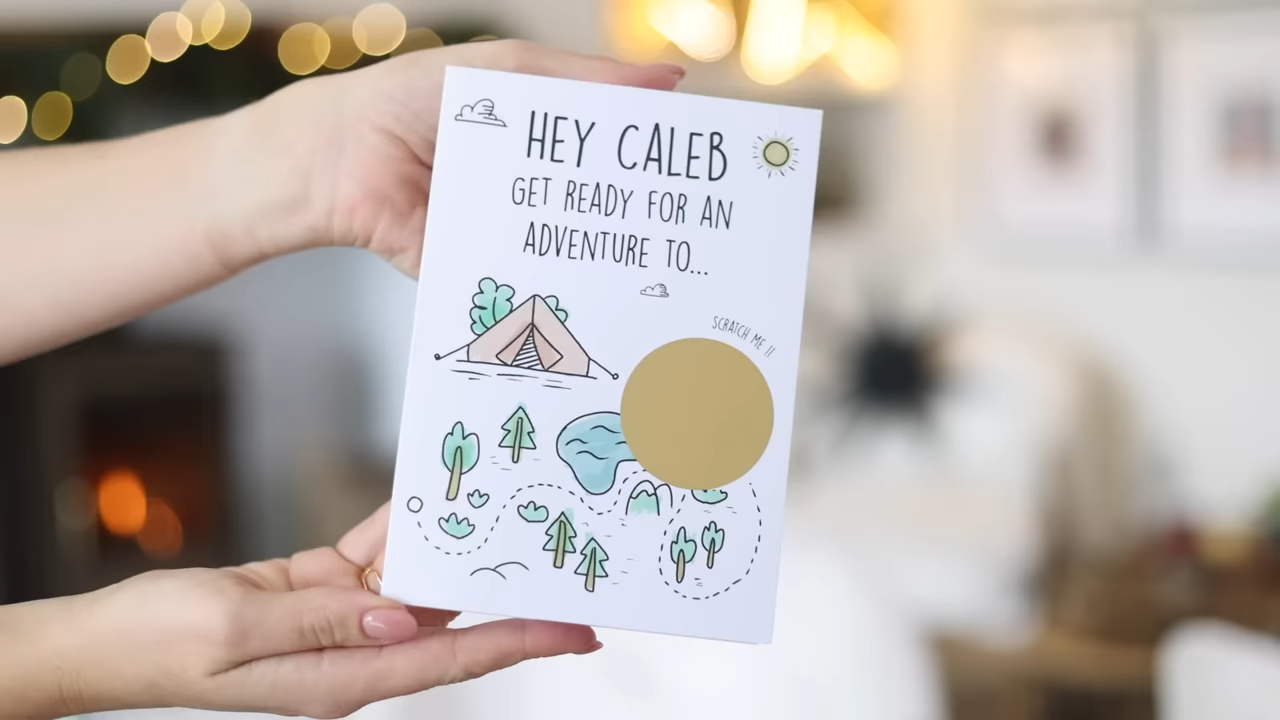 HEY CALEB
GET READY FOR AN
ADVENTURE TO...
SCRATCH ME !!